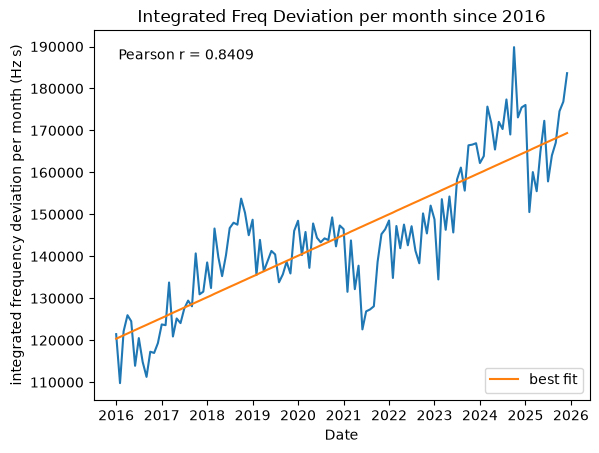 Integrated Freq Deviation per month since 2016
Pearson r = 0.8409
integrated frequency deviation per month (Hz s)
190000
180000
170000
160000
150000
140000
130000
120000
110000
best fit
2016 2017 2018 2019 2020 2021 2022 2023 2024 2025 2026
Date